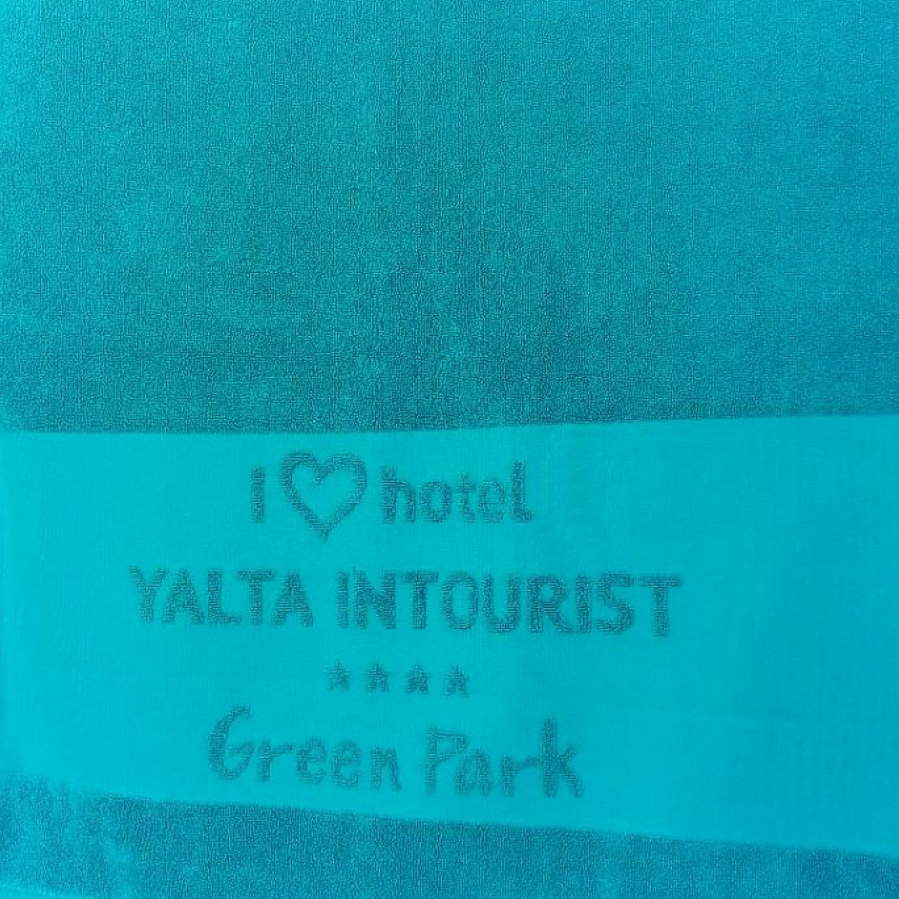 I ♡ hotel
YALTA INTOURIST
★★★★
Green Park